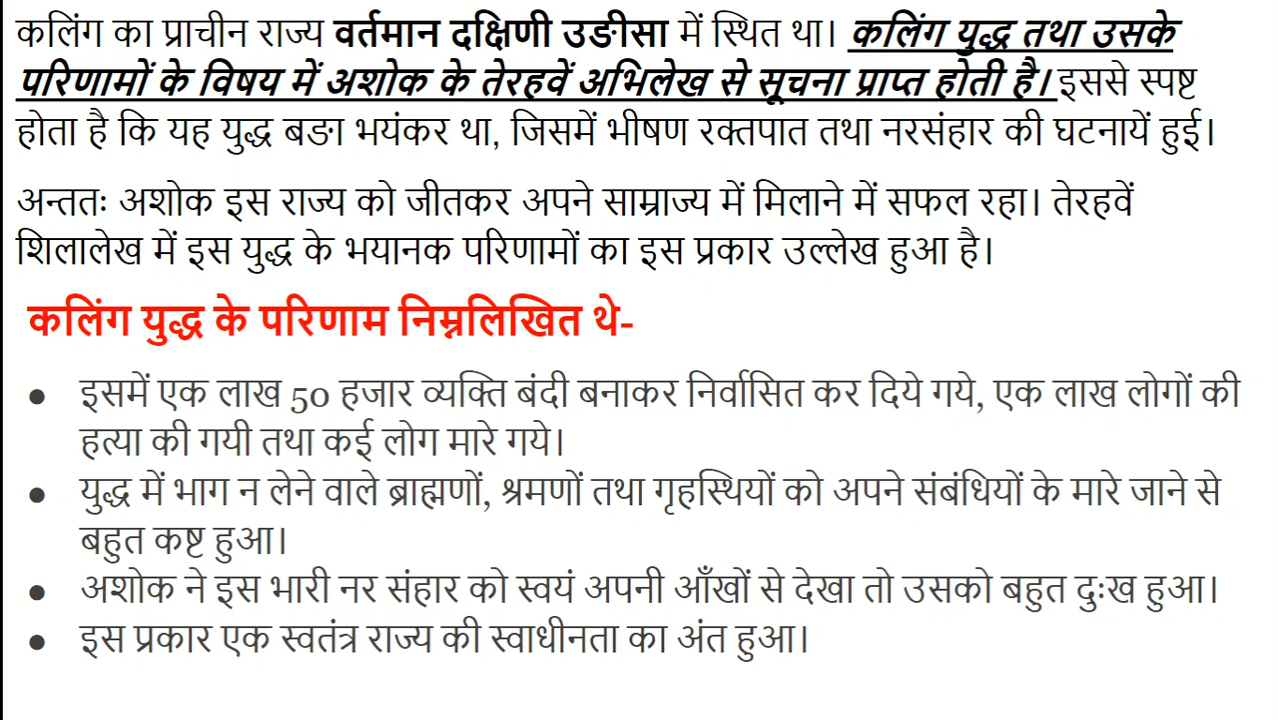 कलिंग का प्राचीन राज्य वर्तमान दक्षिणी उङीसा में स्थित था। कलिंग युद्ध तथा उसके
परिणामों के विषय में अशोक के तेरहवें अभिलेख से सूचना प्राप्त होती है। इससे स्पष्ट
होता है कि यह युद्ध बङा भयंकर था, जिसमें भीषण रक्तपात तथा नरसंहार की घटनायें हुई।
अन्ततः अशोक इस राज्य को जीतकर अपने साम्राज्य में मिलाने में सफल रहा। तेरहवें
शिलालेख में इस युद्ध के भयानक परिणामों का इस प्रकार उल्लेख हुआ है।
कलिंग युद्ध के परिणाम निम्नलिखित थे-
● इसमें एक लाख 50 हजार व्यक्ति बंदी बनाकर निर्वासित कर दिये गये, एक लाख लोगों की
हत्या की गयी तथा कई लोग मारे गये।
● युद्ध में भाग न लेने वाले ब्राह्मणों, श्रमणों तथा गृहस्थियों को अपने संबंधियों के मारे जाने से
बहुत कष्ट हुआ।
● अशोक ने इस भारी नर संहार को स्वयं अपनी आँखों से देखा तो उसको बहुत दुःख हुआ।
● इस प्रकार एक स्वतंत्र राज्य की स्वाधीनता का अंत हुआ।